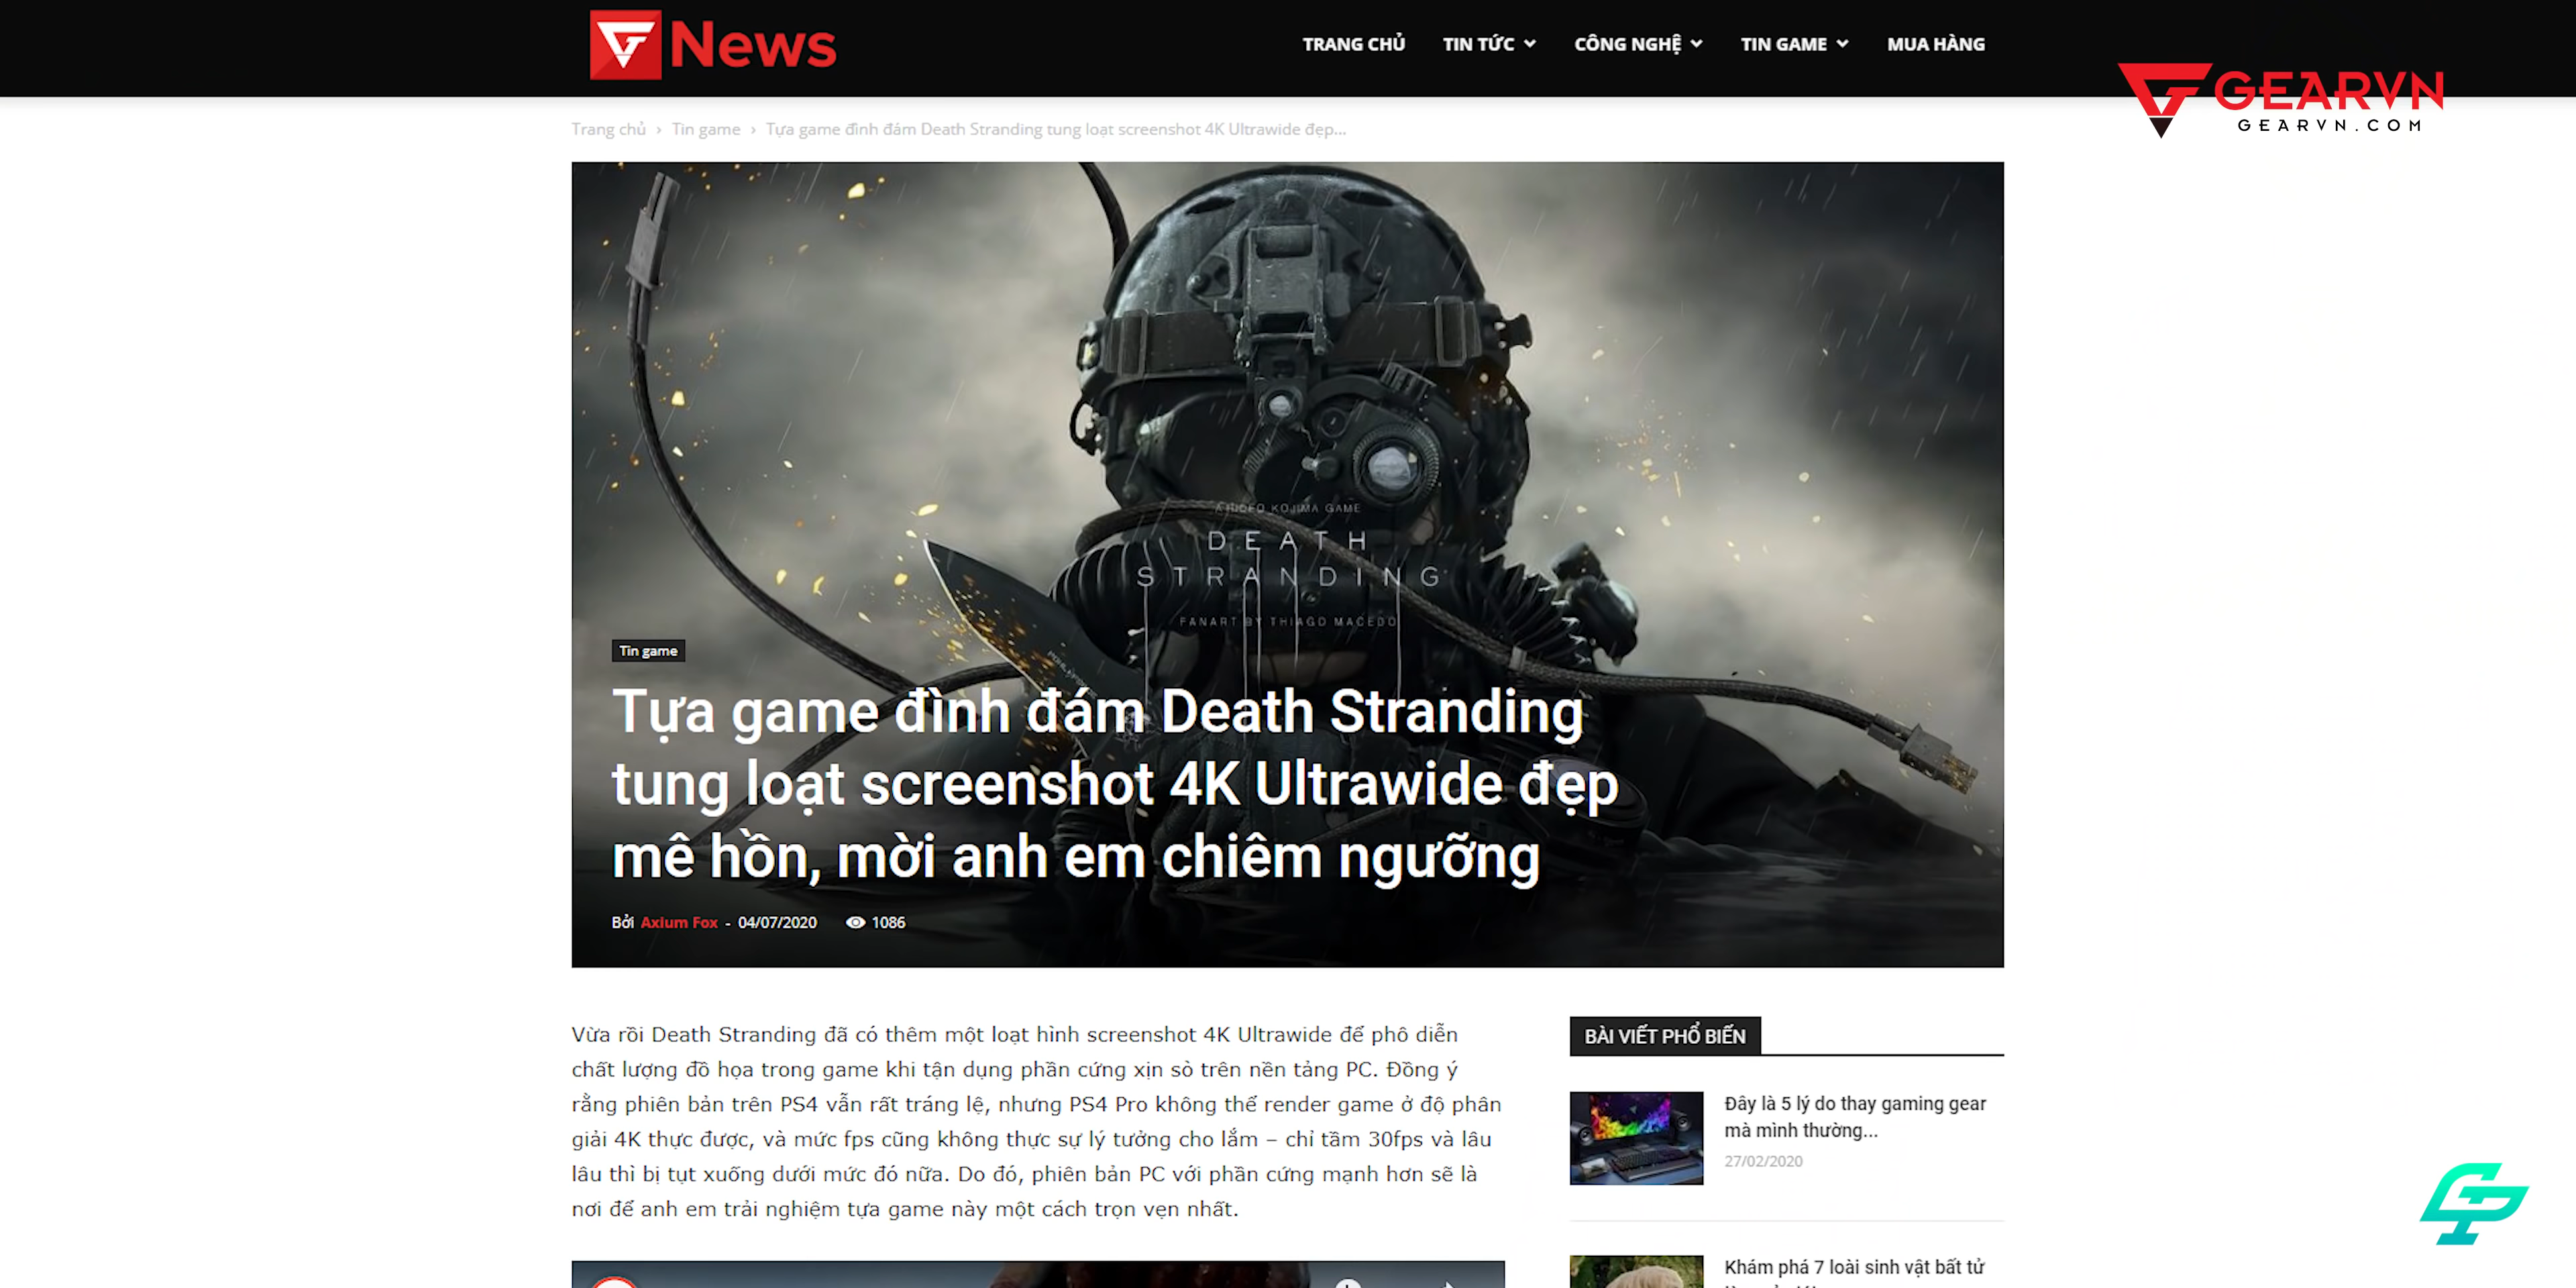 News
TRANG CHỦ TIN TỨC CÔNG NGHỆ TIN GAME MUA HÀNG
GEARVN
GEARVN.COM
Trang chủ › Tin game › Tựa game đình đám Death Stranding tung loạt screenshot 4K Ultrawide đẹp...
A HIDEO KOJIMA GAME
DEATH
STRANDING
FANART BY THIAGO MACEDO
Tin game
Tựa game đình đám Death Stranding
tung loạt screenshot 4K Ultrawide đẹp
mê hồn, mời anh em chiêm ngưỡng
Bởi Axium Fox - 04/07/2020 1086
Vừa rồi Death Stranding đã có thêm một loạt hình screenshot 4K Ultrawide để phô diễn
chất lượng đồ họa trong game khi tận dụng phần cứng xịn sò trên nền tảng PC. Đồng ý
rằng phiên bản trên PS4 vẫn rất tráng lệ, nhưng PS4 Pro không thể render game ở độ phân
giải 4K thực được, và mức fps cũng không thực sự lý tưởng cho lắm – chỉ tầm 30fps và lâu
lâu thì bị tụt xuống dưới mức đó nữa. Do đó, phiên bản PC với phần cứng mạnh hơn sẽ là
nơi để anh em trải nghiệm tựa game này một cách trọn vẹn nhất.
BÀI VIẾT PHỔ BIẾN
Đây là 5 lý do thay gaming gear
mà mình thường...
27/02/2020
Khám phá 7 loài sinh vật bất tử